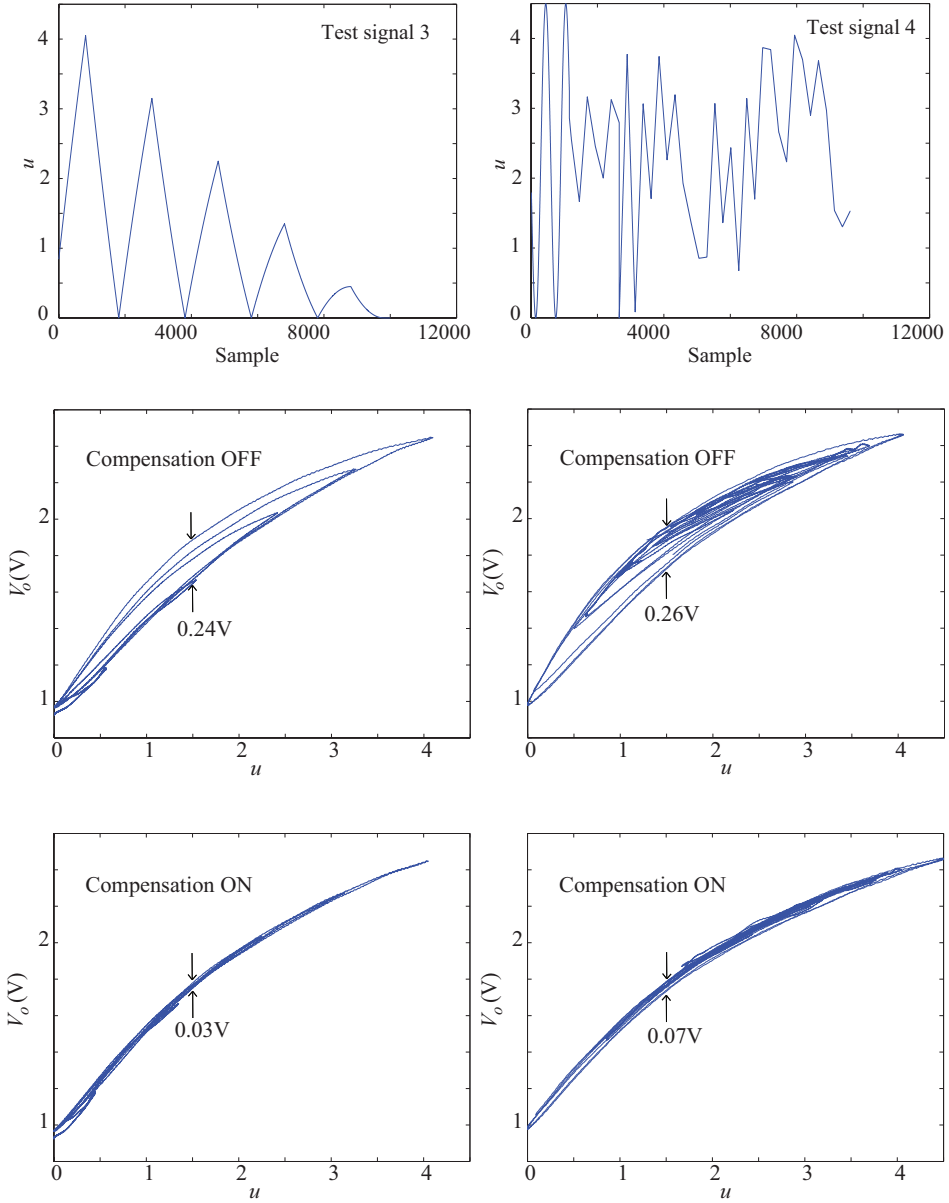 Test signal 3
4
3
2
1
0
u
0 4000 8000 12000
Sample
Test signal 4
4
3
2
1
0
u
0 4000 8000 12000
Sample
Compensation OFF
2
1
Vo(V)
0.24V
0 1 2 3 4
u
Compensation OFF
2
1
Vo(V)
0.26V
0 1 2 3 4
u
Compensation ON
2
1
Vo(V)
0.03V
0 1 2 3 4
u
Compensation ON
2
1
Vo(V)
0.07V
0 1 2 3 4
u